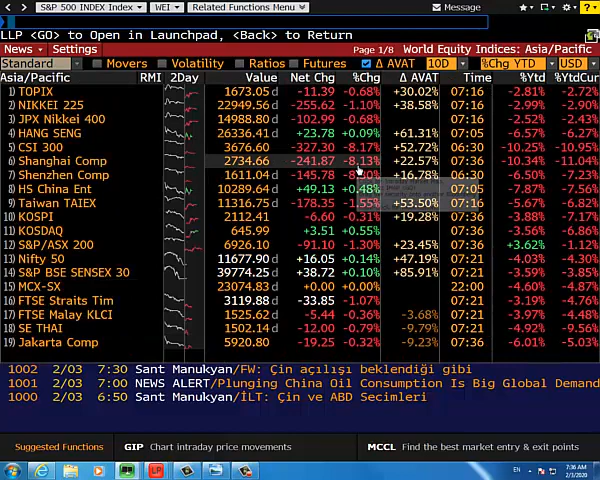 S&P 500 INDEX Index
WEI
Related Functions Menu
Message
?
LLP <GO> to Open in Launchpad, <Back> to Return
News Settings Page 1/8 World Equity Indices: Asia/Pacific
Standard Movers Volatility Ratios Futures Δ AVAT 10D %Chg YTD USD
Asia/Pacific RMI 2Day Value Net Chg %Chg Δ AVAT Time %Ytd %YtdCur
1) TOPIX 1673.05 d -11.39 -0.68% +30.02% 07:16 -2.81% -2.72%
2) NIKKEI 225 22949.56 d -255.62 -1.10% +38.58% 07:16 -2.99% -2.90%
3) JPX Nikkei 400 14988.80 d -102.99 -0.68% 07:16 -2.52% -2.43%
4) HANG SENG 26336.41 d +23.78 +0.09% +61.31% 07:05 -6.57% -6.27%
5) CSI 300 3676.60 -327.30 -8.17% +52.72% 06:30 -10.25% -10.95%
6) Shanghai Comp 2734.66 -241.87 -8.13% +22.57% 07:36 -10.34% -11.04%
7) Shenzhen Comp 1611.04 d -145.78 +16.78% 06:30 -6.50% -7.23%
8) HS China Ent 10289.64 d +49.13 +0.48% 07:05 -7.87% -7.56%
9) Taiwan TAIEX 11316.75 d -178.35 -1.55% +53.50% 07:16 -5.67% -6.82%
10) KOSPI 2112.41 -6.60 -0.31% +19.28% 07:36 -3.88% -7.17%
11) KOSDAQ 645.99 +3.51 +0.55% 07:36 -3.56% -6.86%
12) S&P/ASX 200 6926.10 -91.10 -1.30% +23.45% 07:36 +3.62% -1.12%
13) Nifty 50 11677.90 d +16.05 +0.14% +47.19% 07:21 -4.03% -4.30%
14) S&P BSE SENSEX 30 39774.25 d +38.72 +0.10% +85.91% 07:21 -3.59% -3.85%
15) MCX-SX 23074.83 d +0.00 +0.00% 22:00 -4.60% -4.87%
16) FTSE Straits Tim 3119.88 -33.85 -1.07% 07:36 -3.19% -4.76%
17) FTSE Malay KLCI 1525.62 d -5.44 -0.36% -3.68% 07:21 -3.97% -4.48%
18) SE THAI 1502.14 d -12.00 -0.79% -9.79% 07:21 -4.92% -9.56%
19) Jakarta Comp 5920.80 -19.25 -0.32% -9.23% 07:36 -6.01% -5.03%
1002 2/03 7:30 Sant Manukyan/FW: Çin açılışı beklendiği gibi
1001 2/03 7:00 NEWS ALERT/Plunging China Oil Consumption Is Big Global Demand
1000 2/03 6:50 Sant Manukyan/İLT: Çin ve ABD Secimleri
Suggested Functions GIP Chart intraday price movements MCCL Find the best market entry & exit points
LP
EN
7:36 AM
2/3/2020